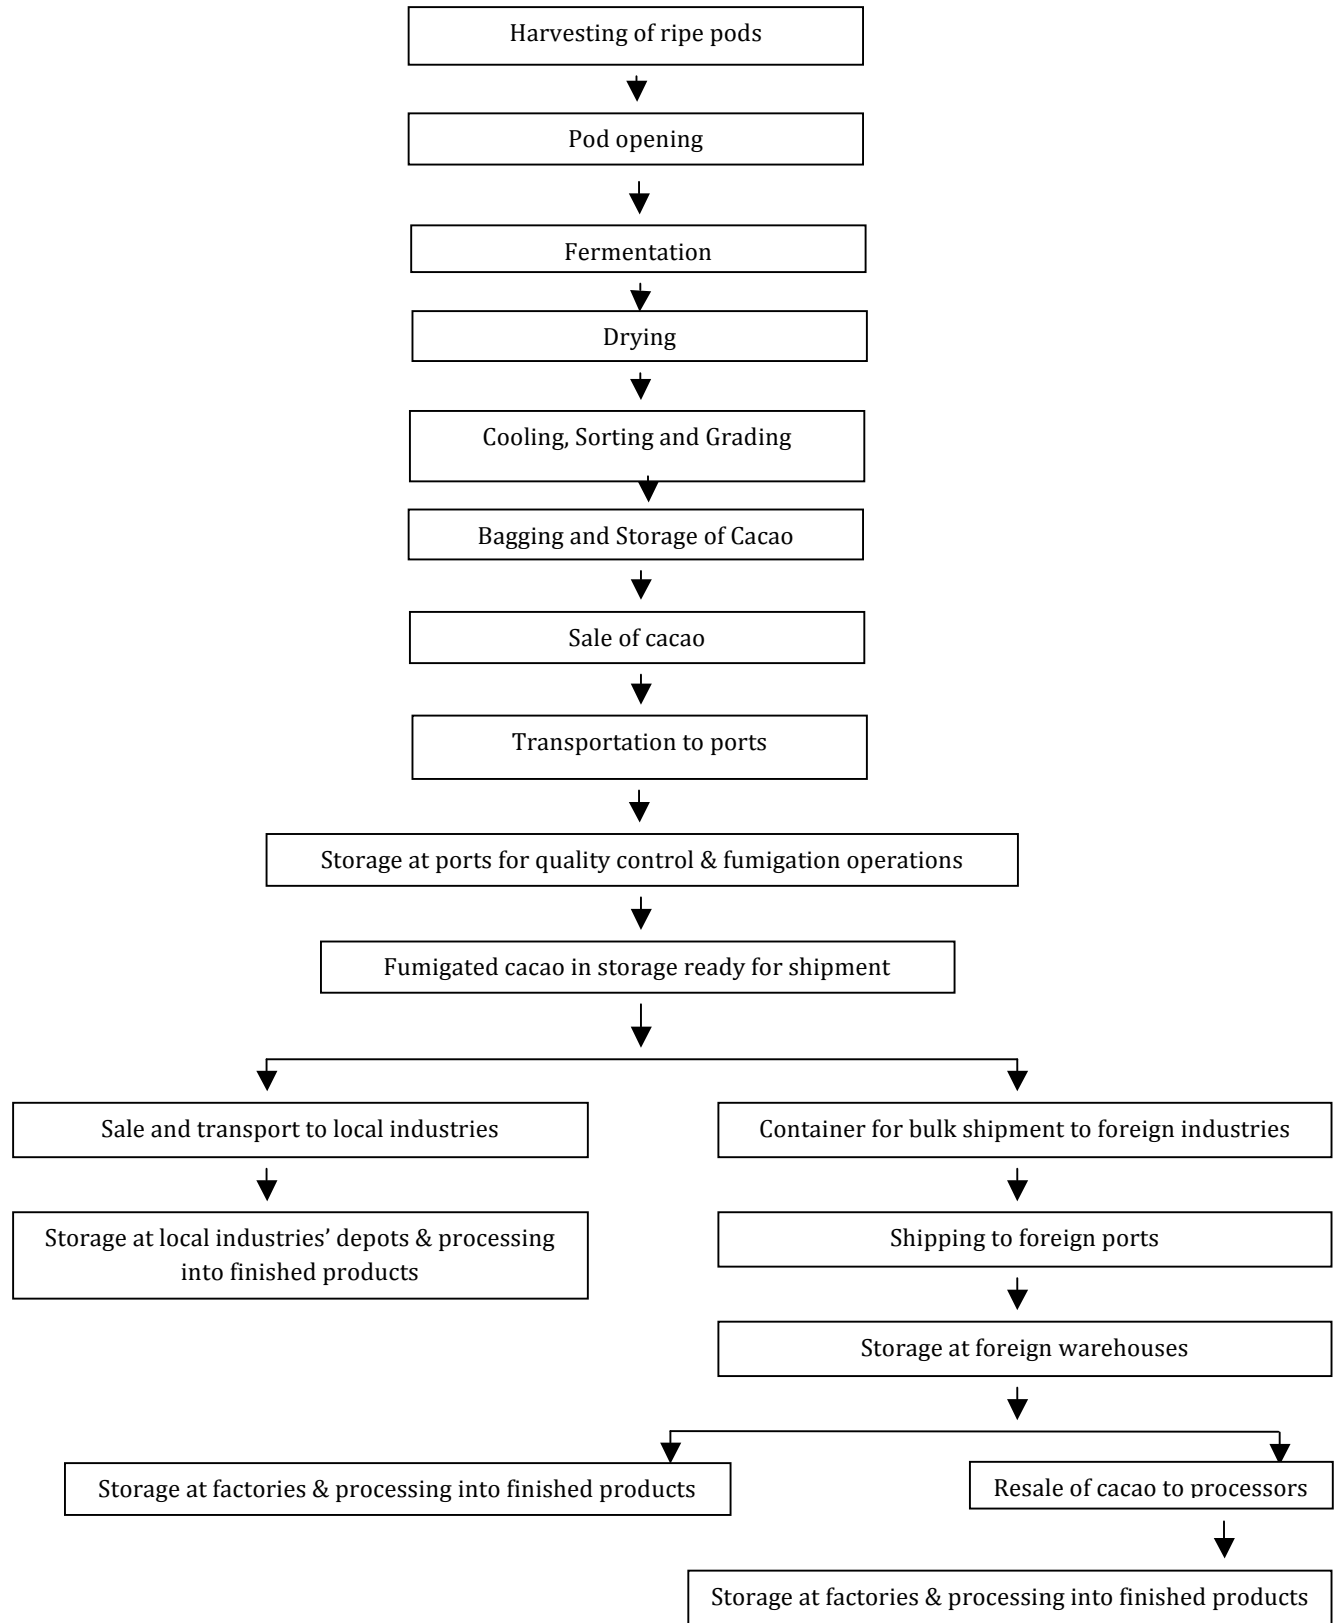 Harvesting of ripe pods
Pod opening
Fermentation
Drying
Cooling, Sorting and Grading
Bagging and Storage of Cacao
Sale of cacao
Transportation to ports
Storage at ports for quality control & fumigation operations
Fumigated cacao in storage ready for shipment
Sale and transport to local industries
Container for bulk shipment to foreign industries
Storage at local industries’ depots & processing
into finished products
Shipping to foreign ports
Storage at foreign warehouses
Storage at factories & processing into finished products
Resale of cacao to processors
Storage at factories & processing into finished products